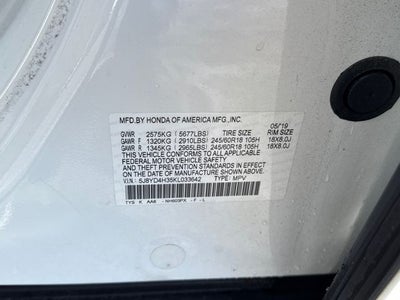 MFD.BY HONDA OF AMERICA MFG.,INC. 05/19
GVWR 2575KG (5677LBS) TIRE SIZE RIM SIZE
GAWR F 1320KG (2910LBS) 245/60R18 105H 18X8.0J
GAWR R 1345KG (2965LBS) 245/60R18 105H 18X8.0J
THIS VEHICLE CONFORMS TO ALL APPLICABLE
FEDERAL MOTOR VEHICLE SAFETY
THEFT PREVENTION STANDARDS IN EFFECT
ON THE DATE OF MANUFACTURE SHOWN ABOVE.
V.I.N.: 5J8YD4H35KL033642 TYPE: MPV
TYS K AA6 NH603PX - F - L